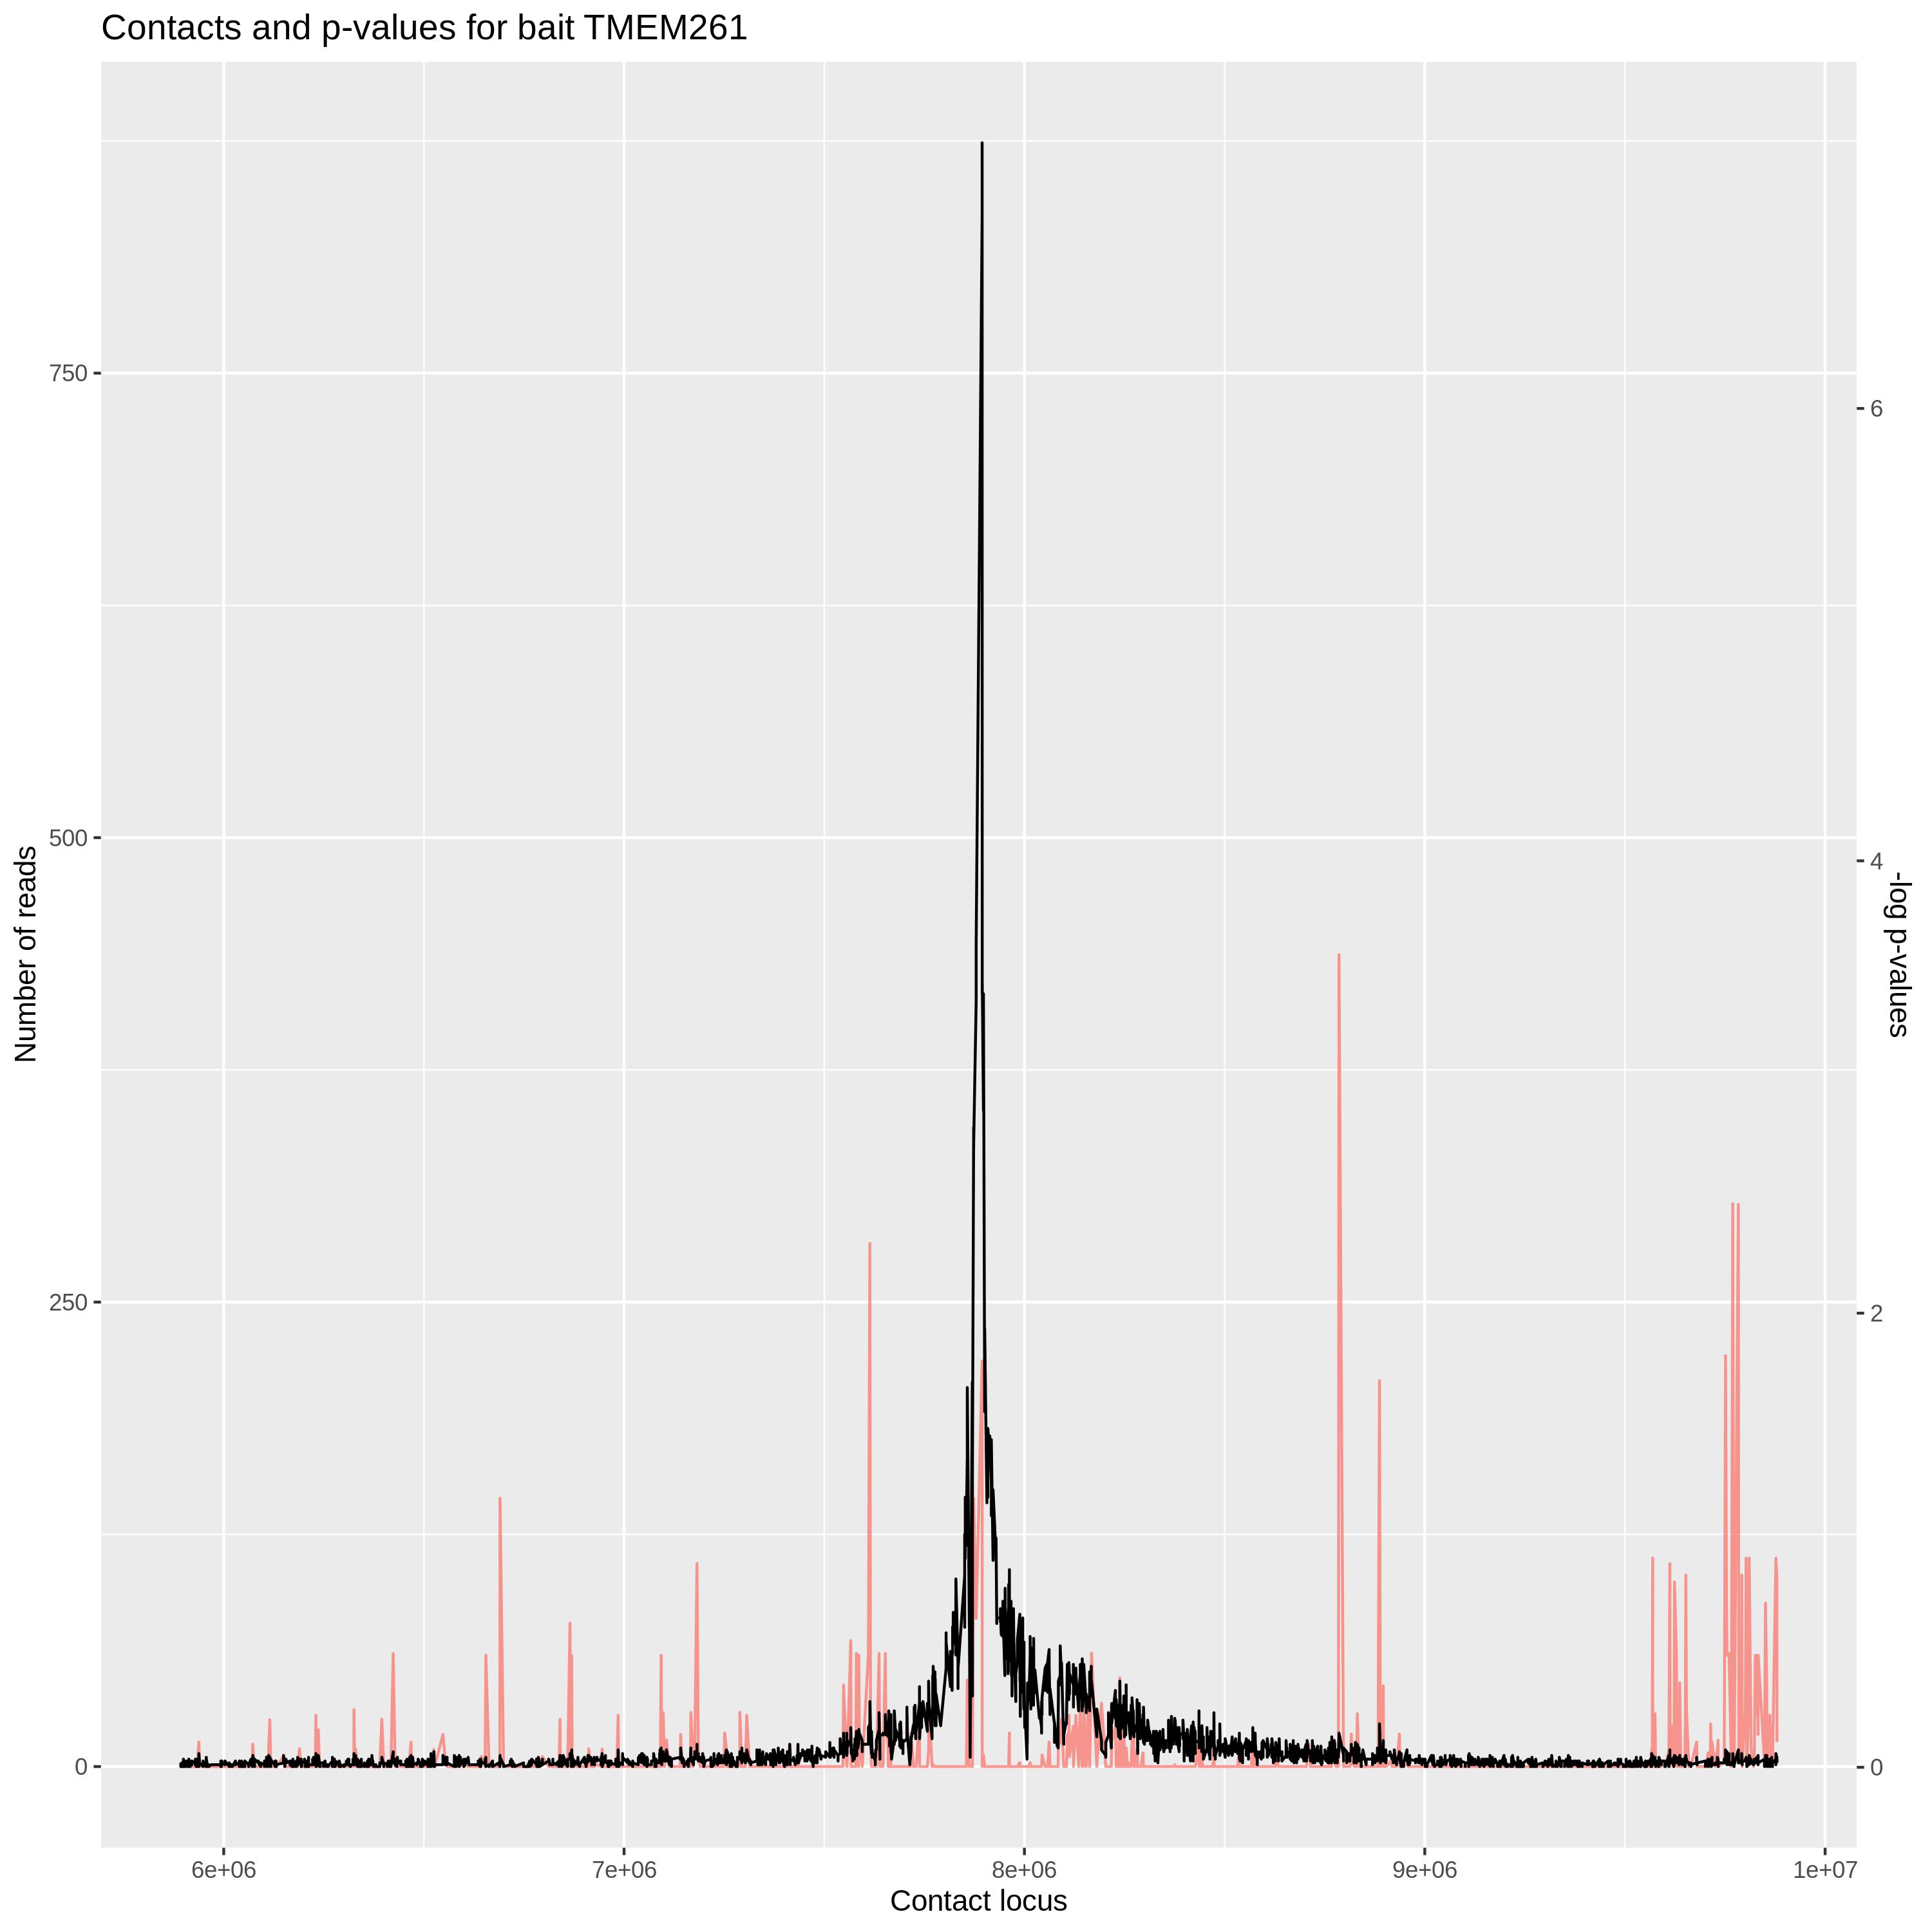 Contacts and p-values for bait TMEM261
750
500
250
0
Number of reads
6
4
2
0
-log p-values
6e+06
7e+06
8e+06
9e+06
1e+07
Contact locus